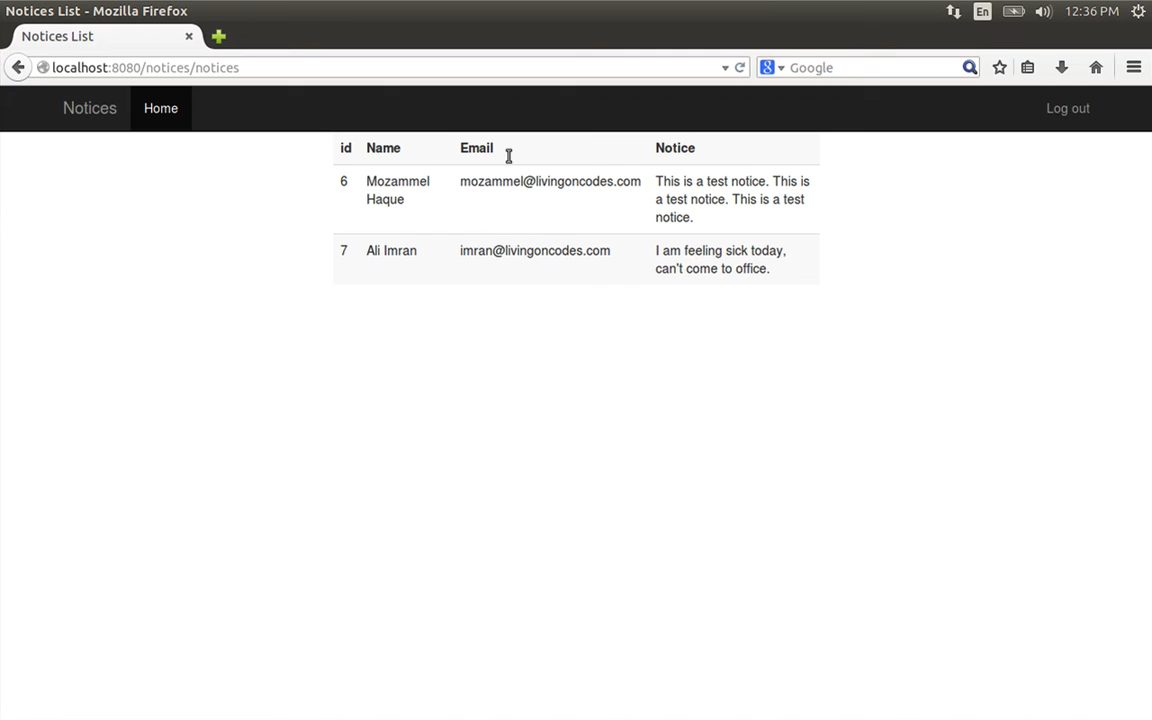 Notices List - Mozilla Firefox
En
12:36 PM
Notices List
localhost:8080/notices/notices
Google
Notices
Home
Log out
id Name Email Notice
6 Mozammel mozammel@livingoncodes.com This is a test notice. This is
Haque a test notice. This is a test
notice.
7 Ali Imran imran@livingoncodes.com I am feeling sick today,
can't come to office.